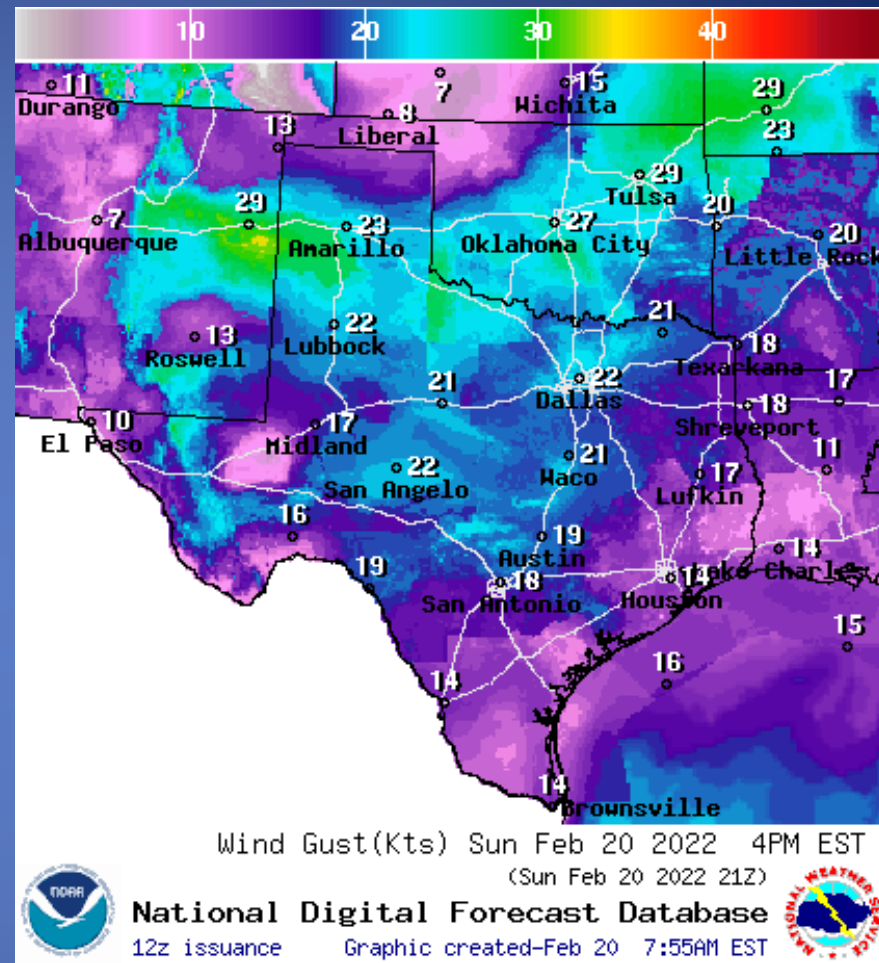 10 20 30 40
11 7 15 29
Durango 8 Wichita
13 Liberal 23
29 Tulsa
7 29 23 27 20 20
Albuquerque Amarillo Oklahoma City Little Rock
13 22 21 18
Roswell Lubbock Texarkana
22
21 Dallas 18 17
10 17 Shreveport
El Paso Midland
22 21 17 11
San Angelo Waco Lufkin
16 19 14
Austin Lake Charles
19 18 14
San Antonio Houston
15
14 16
14
Brownsville
Wind Gust(Kts) Sun Feb 20 2022 4PM EST
(Sun Feb 20 2022 21Z)
NOAA
National Digital Forecast Database
12z issuance Graphic created-Feb 20 7:55AM EST
NATIONAL WEATHER SERVICE